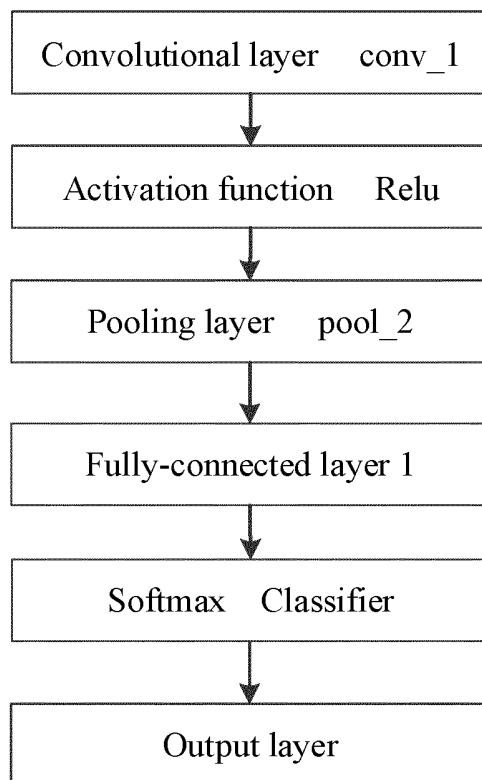 Convolutional layer conv_1
Activation function Relu
Pooling layer pool_2
Fully-connected layer 1
Softmax Classifier
Output layer